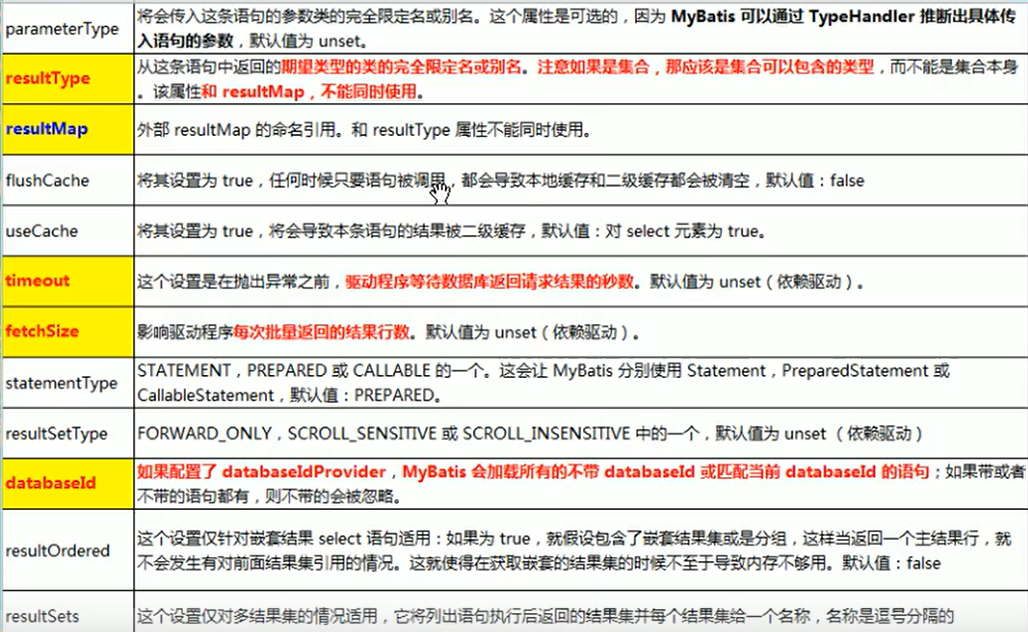 parameterType
将会传入这条语句的参数类的完全限定名或别名。这个属性是可选的，因为 MyBatis 可以通过 TypeHandler 推断出具体传
入语句的参数，默认值为 unset。
resultType
从这条语句中返回的期望类型的类的完全限定名或别名。注意如果是集合，那应该是集合可以包含的类型，而不能是集合本身
。该属性和 resultMap，不能同时使用。
resultMap
外部 resultMap 的命名引用。和 resultType 属性不能同时使用。
flushCache
将其设置为 true，任何时候只要语句被调用，都会导致本地缓存和二级缓存都会被清空，默认值：false
useCache
将其设置为 true，将会导致本条语句的结果被二级缓存，默认值：对 select 元素为 true。
timeout
这个设置是在抛出异常之前，驱动程序等待数据库返回请求结果的秒数。默认值为 unset（依赖驱动）。
fetchSize
影响驱动程序每次批量返回的结果行数。默认值为 unset（依赖驱动）。
statementType
STATEMENT，PREPARED 或 CALLABLE 的一个。这会让 MyBatis 分别使用 Statement，PreparedStatement 或
CallableStatement，默认值：PREPARED。
resultSetType
FORWARD_ONLY，SCROLL_SENSITIVE 或 SCROLL_INSENSITIVE 中的一个，默认值为 unset （依赖驱动）
databaseId
如果配置了 databaseIdProvider，MyBatis 会加载所有的不带 databaseId 或匹配当前 databaseId 的语句；如果带或者
不带的语句都有，则不带的会被忽略。
resultOrdered
这个设置仅针对嵌套结果 select 语句适用：如果为 true，就假设包含了嵌套结果集或是分组，这样当返回一个主结果行，就
不会发生有对前面结果集引用的情况。这就使得在获取嵌套的结果集的时候不至于导致内存不够用。默认值：false
resultSets
这个设置仅对多结果集的情况适用，它将列出语句执行后返回的结果集并每个结果集给一个名称，名称是逗号分隔的